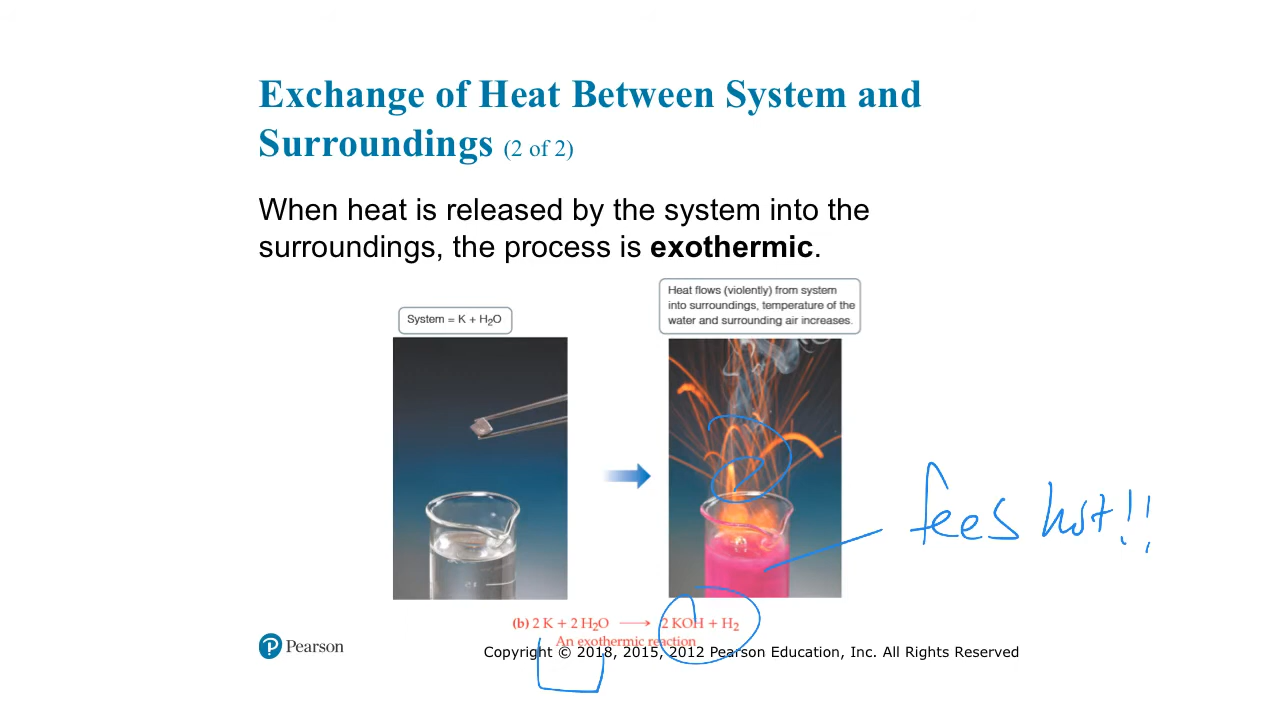 Exchange of Heat Between System and
Surroundings (2 of 2)
When heat is released by the system into the
surroundings, the process is exothermic.
System = K + H₂O
Heat flows (violently) from system
into surroundings, temperature of the
water and surrounding air increases.
fees hot!!
(b) 2 K + 2 H₂O ⟶ 2 KOH + H₂
An exothermic reaction
Pearson
Copyright © 2018, 2015, 2012 Pearson Education, Inc. All Rights Reserved